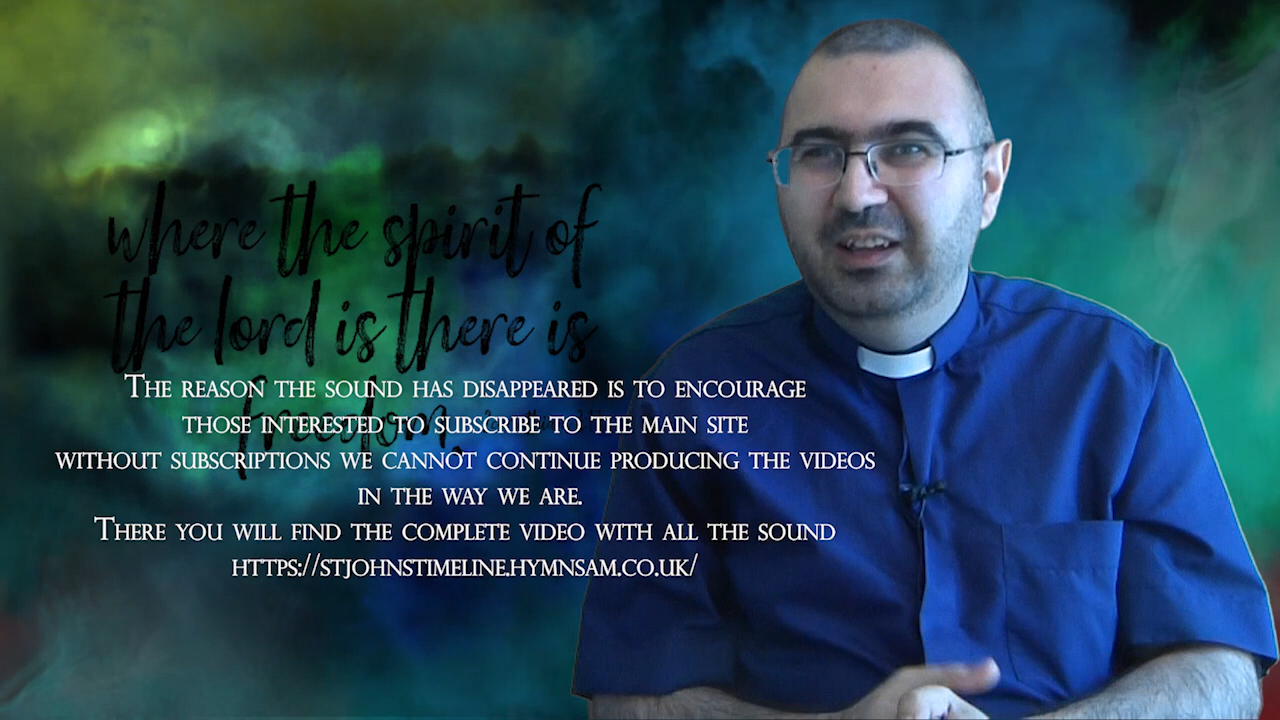 where the spirit of
the lord is there is
freedom.
The reason the sound has disappeared is to encourage
those interested to subscribe to the main site
without subscriptions we cannot continue producing the videos
in the way we are.
There you will find the complete video with all the sound
https://stjohnstimeline.hymnsam.co.uk/